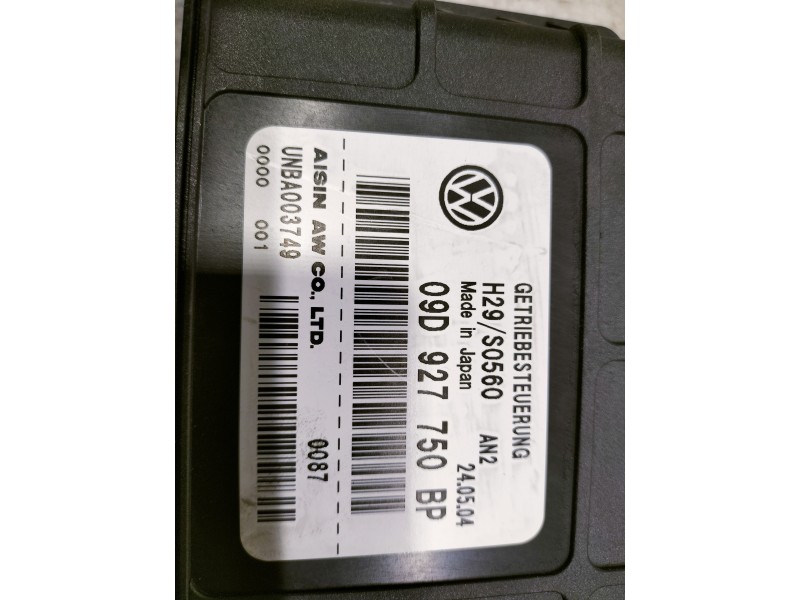 GETRIEBESTEUERUNG
H29/S0560 AN2
Made in Japan 24.05.04
09D 927 750 BP
AISIN AW CO., LTD. 0087
UNBA003749
0000 001